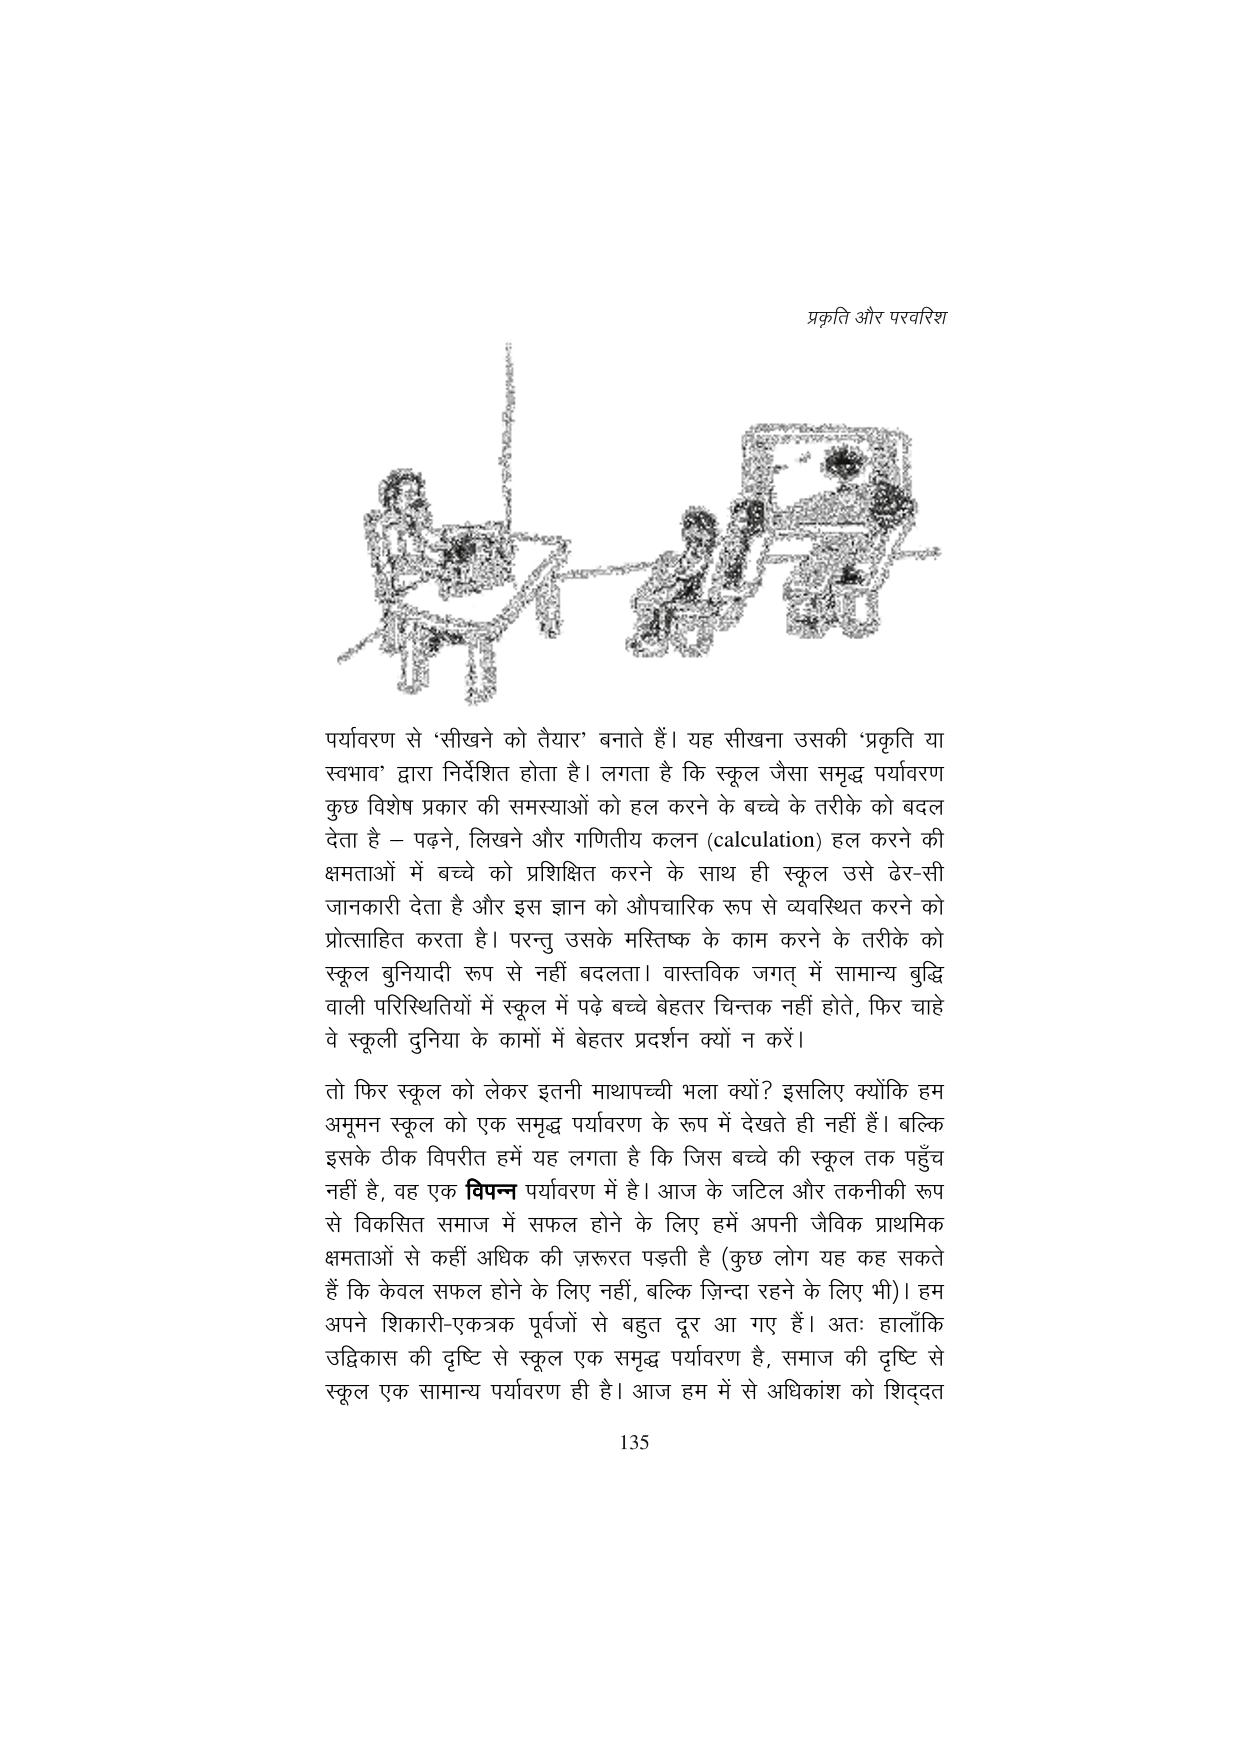 प्रकृति और परवरिश
पर्यावरण से ‘सीखने को तैयार’ बनाते हैं। यह सीखना उसकी ‘प्रकृति या
स्वभाव’ द्वारा निर्देशित होता है। लगता है कि स्कूल जैसा समृद्ध पर्यावरण
कुछ विशेष प्रकार की समस्याओं को हल करने के बच्चे के तरीके को बदल
देता है – पढ़ने, लिखने और गणितीय कलन (calculation) हल करने की
क्षमताओं में बच्चे को प्रशिक्षित करने के साथ ही स्कूल उसे ढेर-सी
जानकारी देता है और इस ज्ञान को औपचारिक रूप से व्यवस्थित करने को
प्रोत्साहित करता है। परन्तु उसके मस्तिष्क के काम करने के तरीके को
स्कूल बुनियादी रूप से नहीं बदलता। वास्तविक जगत् में सामान्य बुद्धि
वाली परिस्थितियों में स्कूल में पढ़े बच्चे बेहतर चिन्तक नहीं होते, फिर चाहे
वे स्कूली दुनिया के कामों में बेहतर प्रदर्शन क्यों न करें।
तो फिर स्कूल को लेकर इतनी माथापच्ची भला क्यों? इसलिए क्योंकि हम
अमूमन स्कूल को एक समृद्ध पर्यावरण के रूप में देखते ही नहीं हैं। बल्कि
इसके ठीक विपरीत हमें यह लगता है कि जिस बच्चे की स्कूल तक पहुँच
नहीं है, वह एक विपन्न पर्यावरण में है। आज के जटिल और तकनीकी रूप
से विकसित समाज में सफल होने के लिए हमें अपनी जैविक प्राथमिक
क्षमताओं से कहीं अधिक की ज़रूरत पड़ती है (कुछ लोग यह कह सकते
हैं कि केवल सफल होने के लिए नहीं, बल्कि ज़िन्दा रहने के लिए भी)। हम
अपने शिकारी-एकत्रक पूर्वजों से बहुत दूर आ गए हैं। अतः हालाँकि
उद्विकास की दृष्टि से स्कूल एक समृद्ध पर्यावरण है, समाज की दृष्टि से
स्कूल एक सामान्य पर्यावरण ही है। आज हम में से अधिकांश को शिद्दत
135